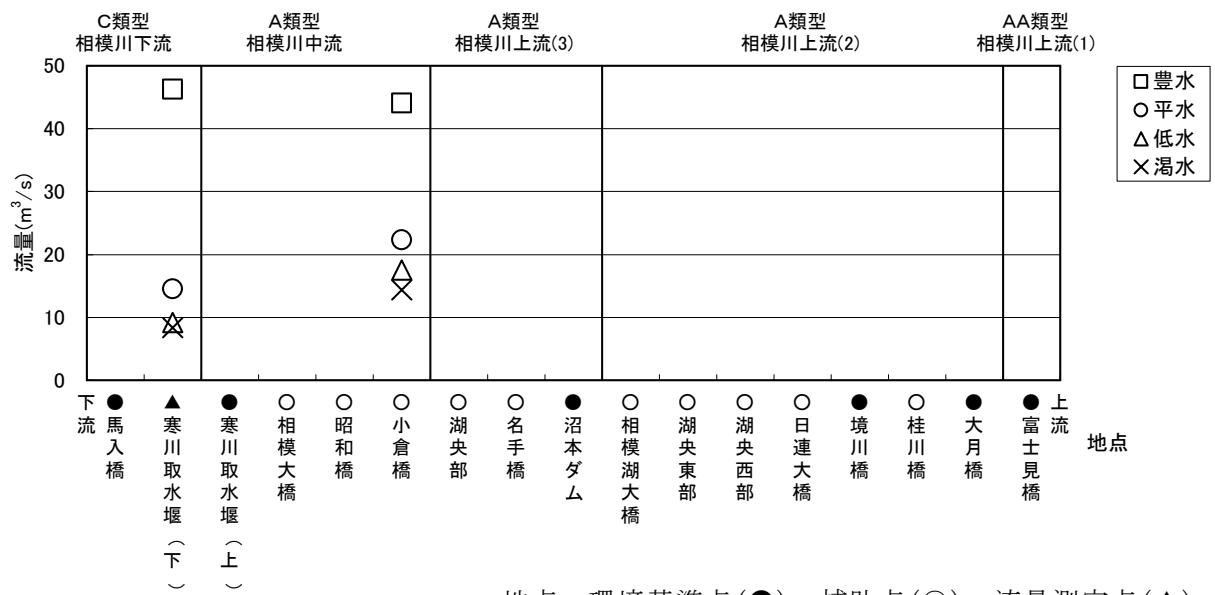 C類型
相模川下流
A類型
相模川中流
A類型
相模川上流(3)
A類型
相模川上流(2)
AA類型
相模川上流(1)
50
40
30
20
10
0
流量(m³/s)
□豊水
○平水
△低水
×渇水
下流
●馬入橋
▲寒川取水堰(下)
●寒川取水堰(上)
○相模大橋
○昭和橋
○小倉橋
○湖央部
○名手橋
●沼本ダム
○相模湖大橋
○湖央東部
○湖央西部
○日連大橋
●境川橋
○桂川橋
●大月橋
●富士見橋
上流
地点